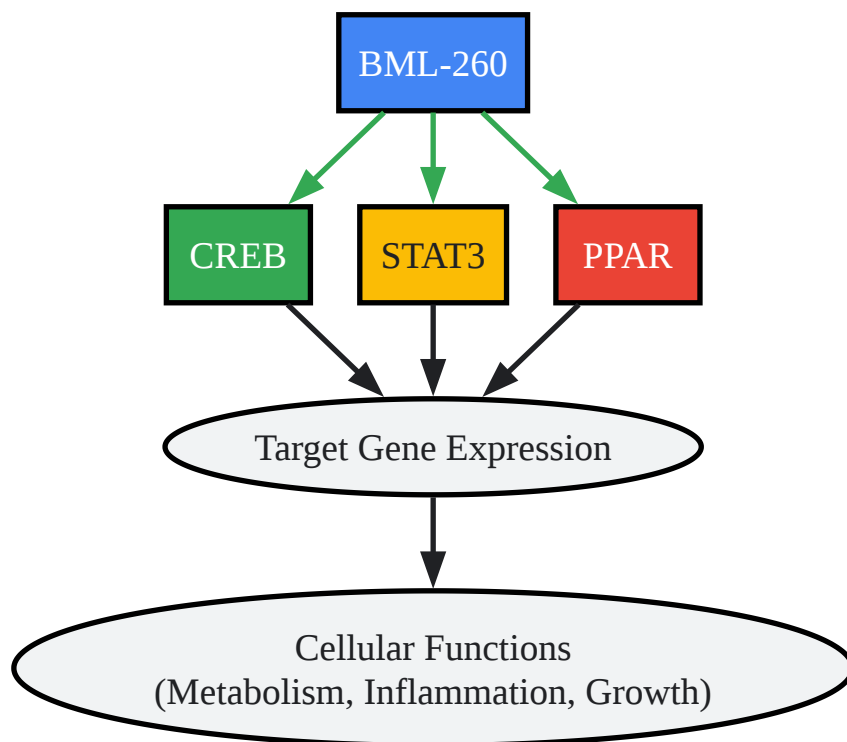 BML-260
CREB
STAT3
PPAR
Target Gene Expression
Cellular Functions
(Metabolism, Inflammation, Growth)